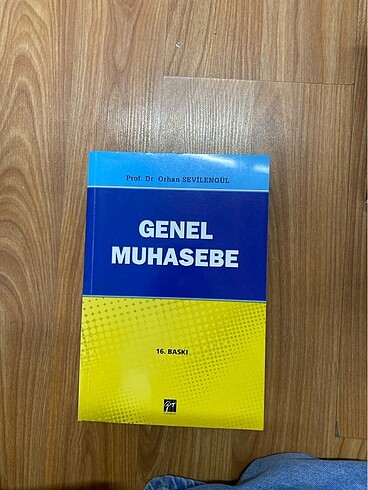 Prof. Dr. Orhan SEVİLENGÜL
GENEL
MUHASEBE
16. BASKI